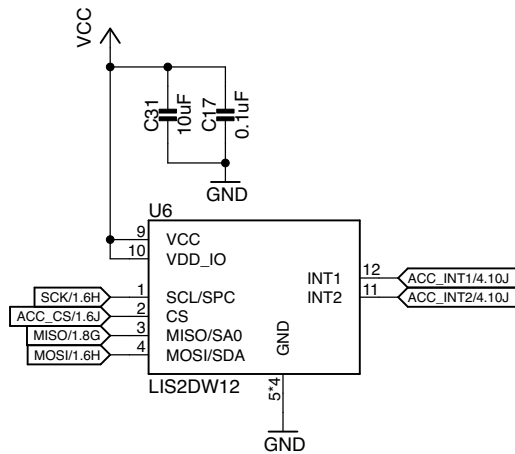 VCC
C31
10uF
C17
0.1uF
GND
U6
9 VCC
10 VDD_IO
INT1 12 ACC_INT1/4.10J
INT2 11 ACC_INT2/4.10J
SCK/1.6H 1 SCL/SPC
ACC_CS/1.6J 2 CS
MISO/1.8G 3 MISO/SA0
MOSI/1.6H 4 MOSI/SDA
GND
LIS2DW12
5*4
GND